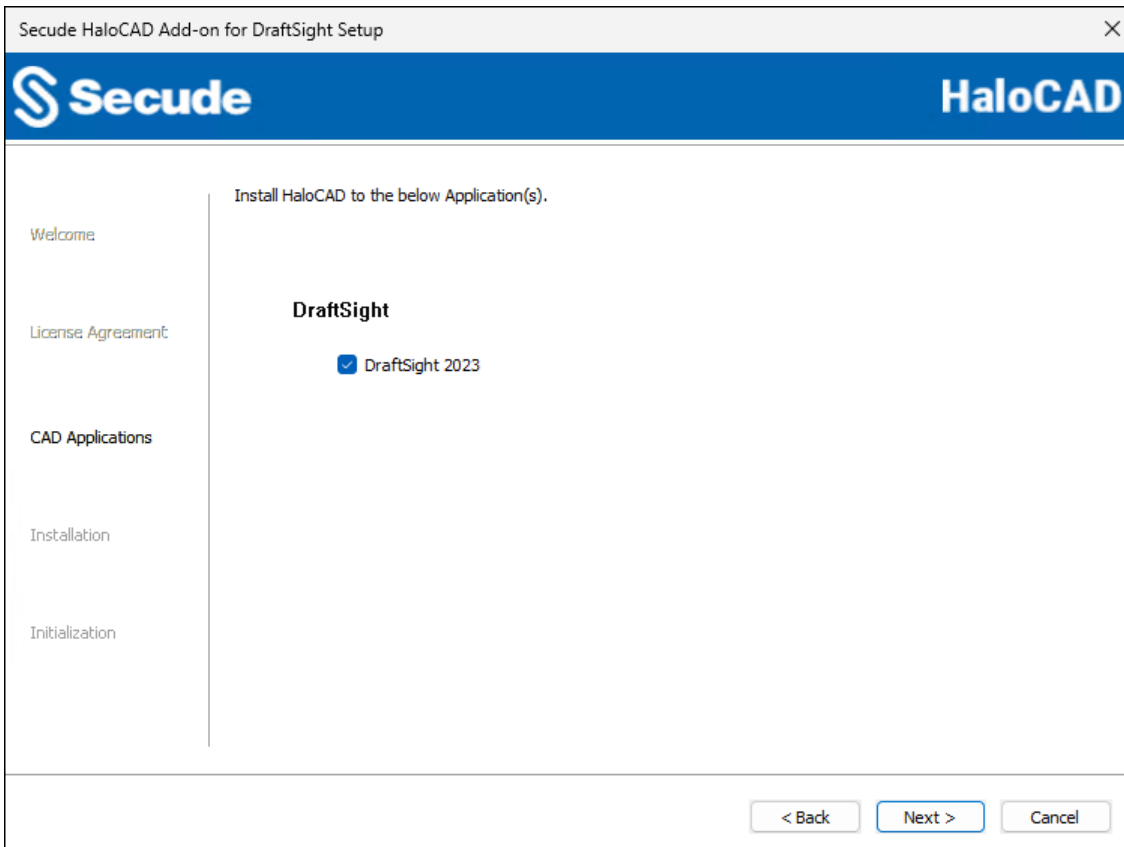 Secude HaloCAD Add-on for DraftSight Setup
Secude
HaloCAD
Install HaloCAD to the below Application(s).
Welcome
License Agreement
CAD Applications
Installation
Initialization
DraftSight
DraftSight 2023
< Back
Next >
Cancel